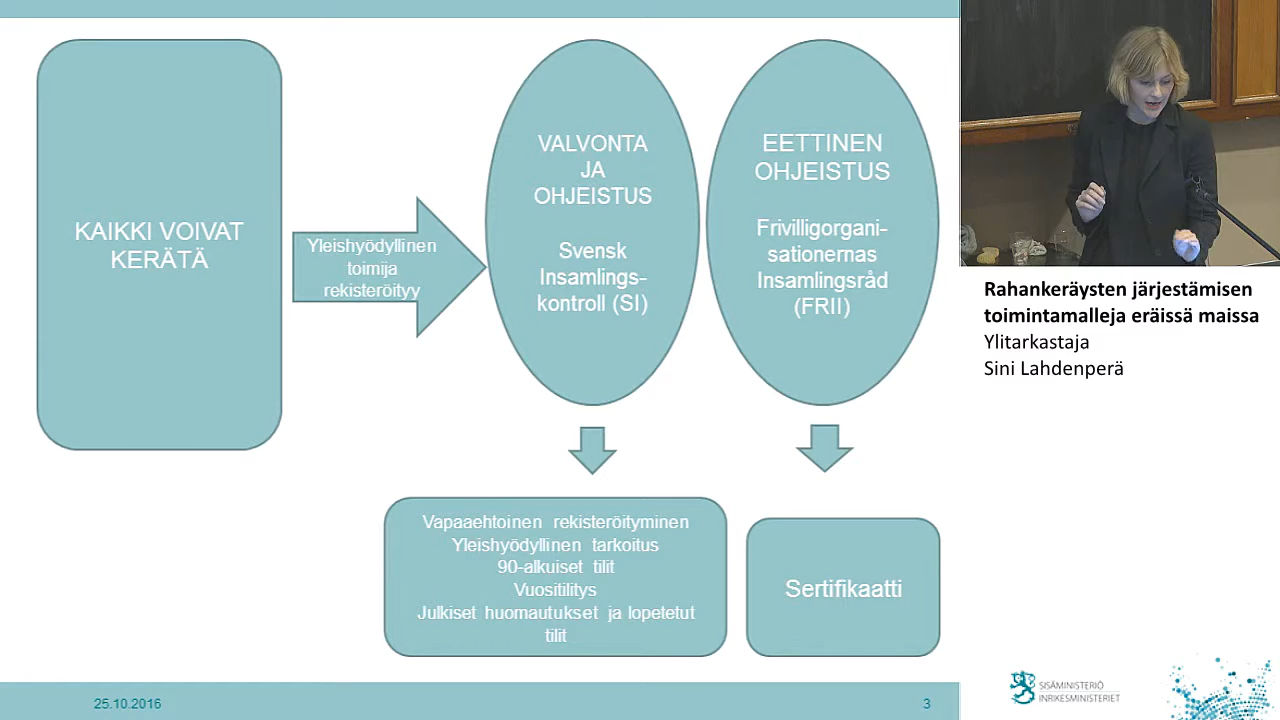 KAIKKI VOIVAT
KERÄTÄ
Yleishyödyllinen
toimija
rekisteröityy
VALVONTA
JA
OHJEISTUS
Svensk
Insamlings-
kontroll (SI)
EETTINEN
OHJEISTUS
Frivilligorgani-
sationernas
Insamlingsråd
(FRII)
Vapaaehtoinen rekisteröityminen
Yleishyödyllinen tarkoitus
90-alkuiset tilit
Vuositilitys
Julkiset huomautukset ja lopetetut
tilit
Sertifikaatti
25.10.2016
3
Rahankeräysten järjestämisen
toimintamalleja eräissä maissa
Ylitarkastaja
Sini Lahdenperä
SISÄMINISTERIÖ
INRIKESMINISTERIET